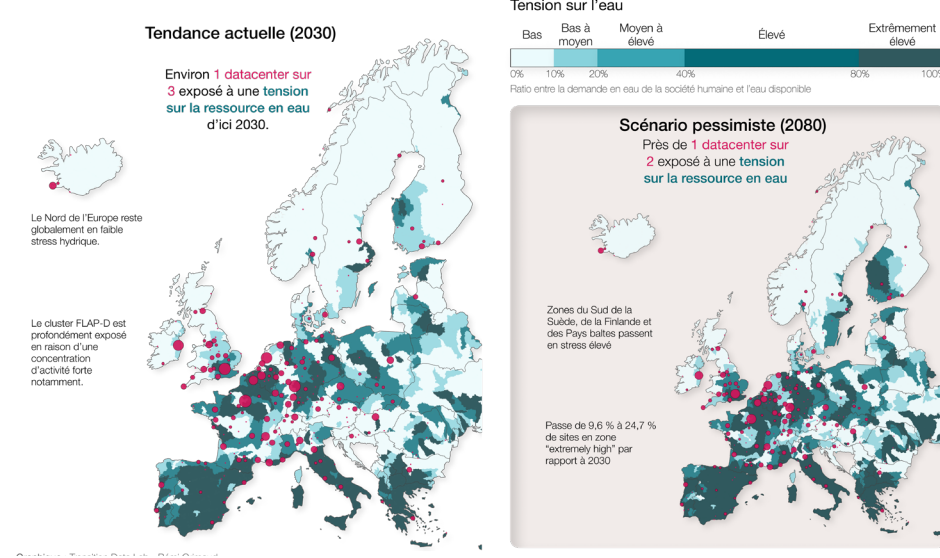 Tendance actuelle (2030)
Environ 1 datacenter sur
3 exposé à une tension
sur la ressource en eau
d'ici 2030.
Le Nord de l'Europe reste
globalement en faible
stress hydrique.
Le cluster FLAP-D est
profondément exposé
en raison d'une
concentration
d'activité forte
notamment.
Tension sur l'eau
Bas
Bas à
moyen
Moyen à
élevé
Élevé
Extrêmement
élevé
0% 10% 20% 40% 80% 100%
Ratio entre la demande en eau de la société humaine et l'eau disponible
Scénario pessimiste (2080)
Près de 1 datacenter sur
2 exposé à une tension
sur la ressource en eau
Zones du Sud de la
Suède, de la Finlande et
des Pays baltes passent
en stress élevé
Passe de 9,6 % à 24,7 %
de sites en zone
"extremely high" par
rapport à 2030